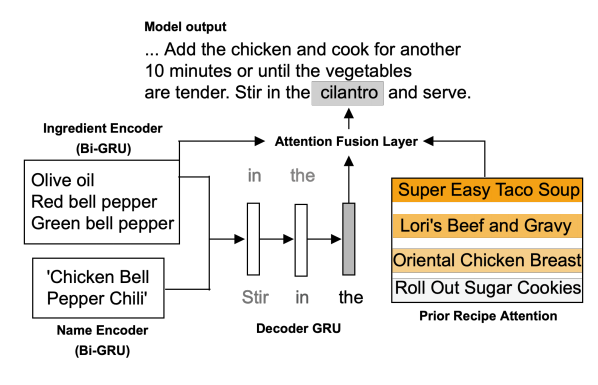 Model output
... Add the chicken and cook for another
10 minutes or until the vegetables
are tender. Stir in the cilantro and serve.
Ingredient Encoder
(Bi-GRU)
Attention Fusion Layer
Olive oil
Red bell pepper
Green bell pepper
in the
Super Easy Taco Soup
Lori's Beef and Gravy
Oriental Chicken Breast
Roll Out Sugar Cookies
'Chicken Bell
Pepper Chili'
Stir in the
Name Encoder
(Bi-GRU)
Decoder GRU
Prior Recipe Attention